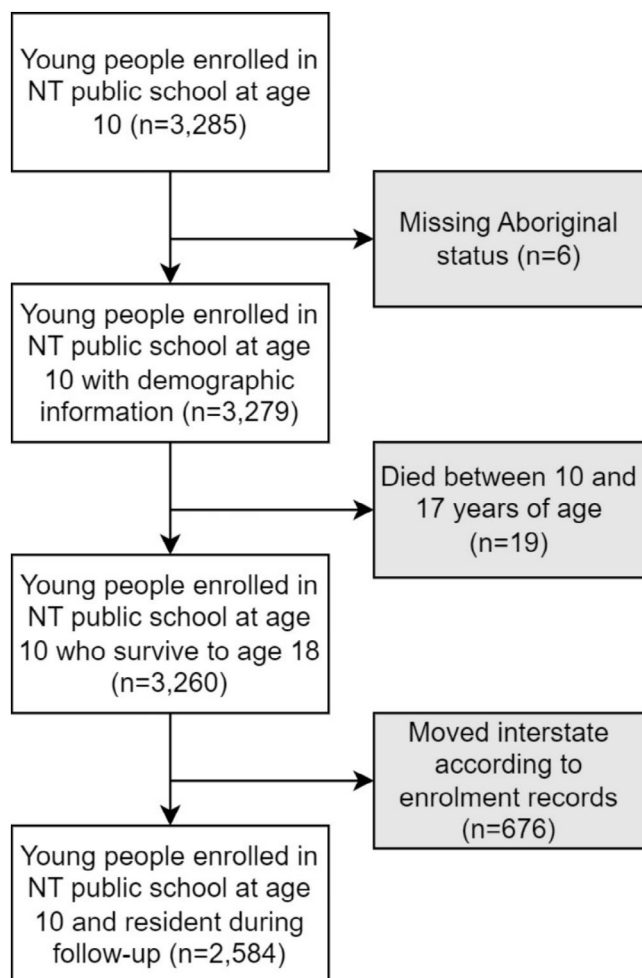 Young people enrolled in
NT public school at age
10 (n=3,285)
Missing Aboriginal
status (n=6)
Young people enrolled in
NT public school at age
10 with demographic
information (n=3,279)
Died between 10 and
17 years of age
(n=19)
Young people enrolled in
NT public school at age
10 who survive to age 18
(n=3,260)
Moved interstate
according to
enrolment records
(n=676)
Young people enrolled in
NT public school at age
10 and resident during
follow-up (n=2,584)